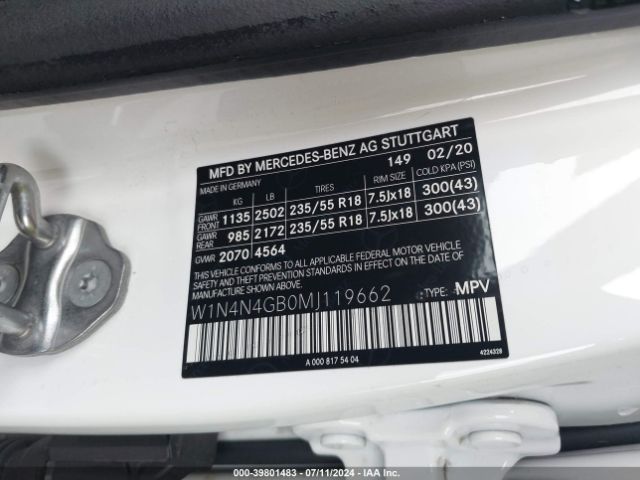 MFD BY MERCEDES-BENZ AG STUTTGART
149 02/20
MADE IN GERMANY
KG LB TIRES RIM SIZE COLD KPA (PSI)
GAWR FRONT 1135 2502 235/55 R18 7.5Jx18 300(43)
GAWR REAR 985 2172 235/55 R18 7.5Jx18 300(43)
GVWR 2070 4564
THIS VEHICLE CONFORMS TO ALL APPLICABLE FEDERAL MOTOR VEHICLE
SAFETY, BUMPER, AND THEFT PREVENTION STANDARDS IN EFFECT ON THE DATE OF
MANUFACTURE SHOWN ABOVE.
W1N4N4GB0MJ119662 TYPE: MPV
A 000 817 54 04 4224328
000-39801483 - 07/11/2024 - IAA Inc.